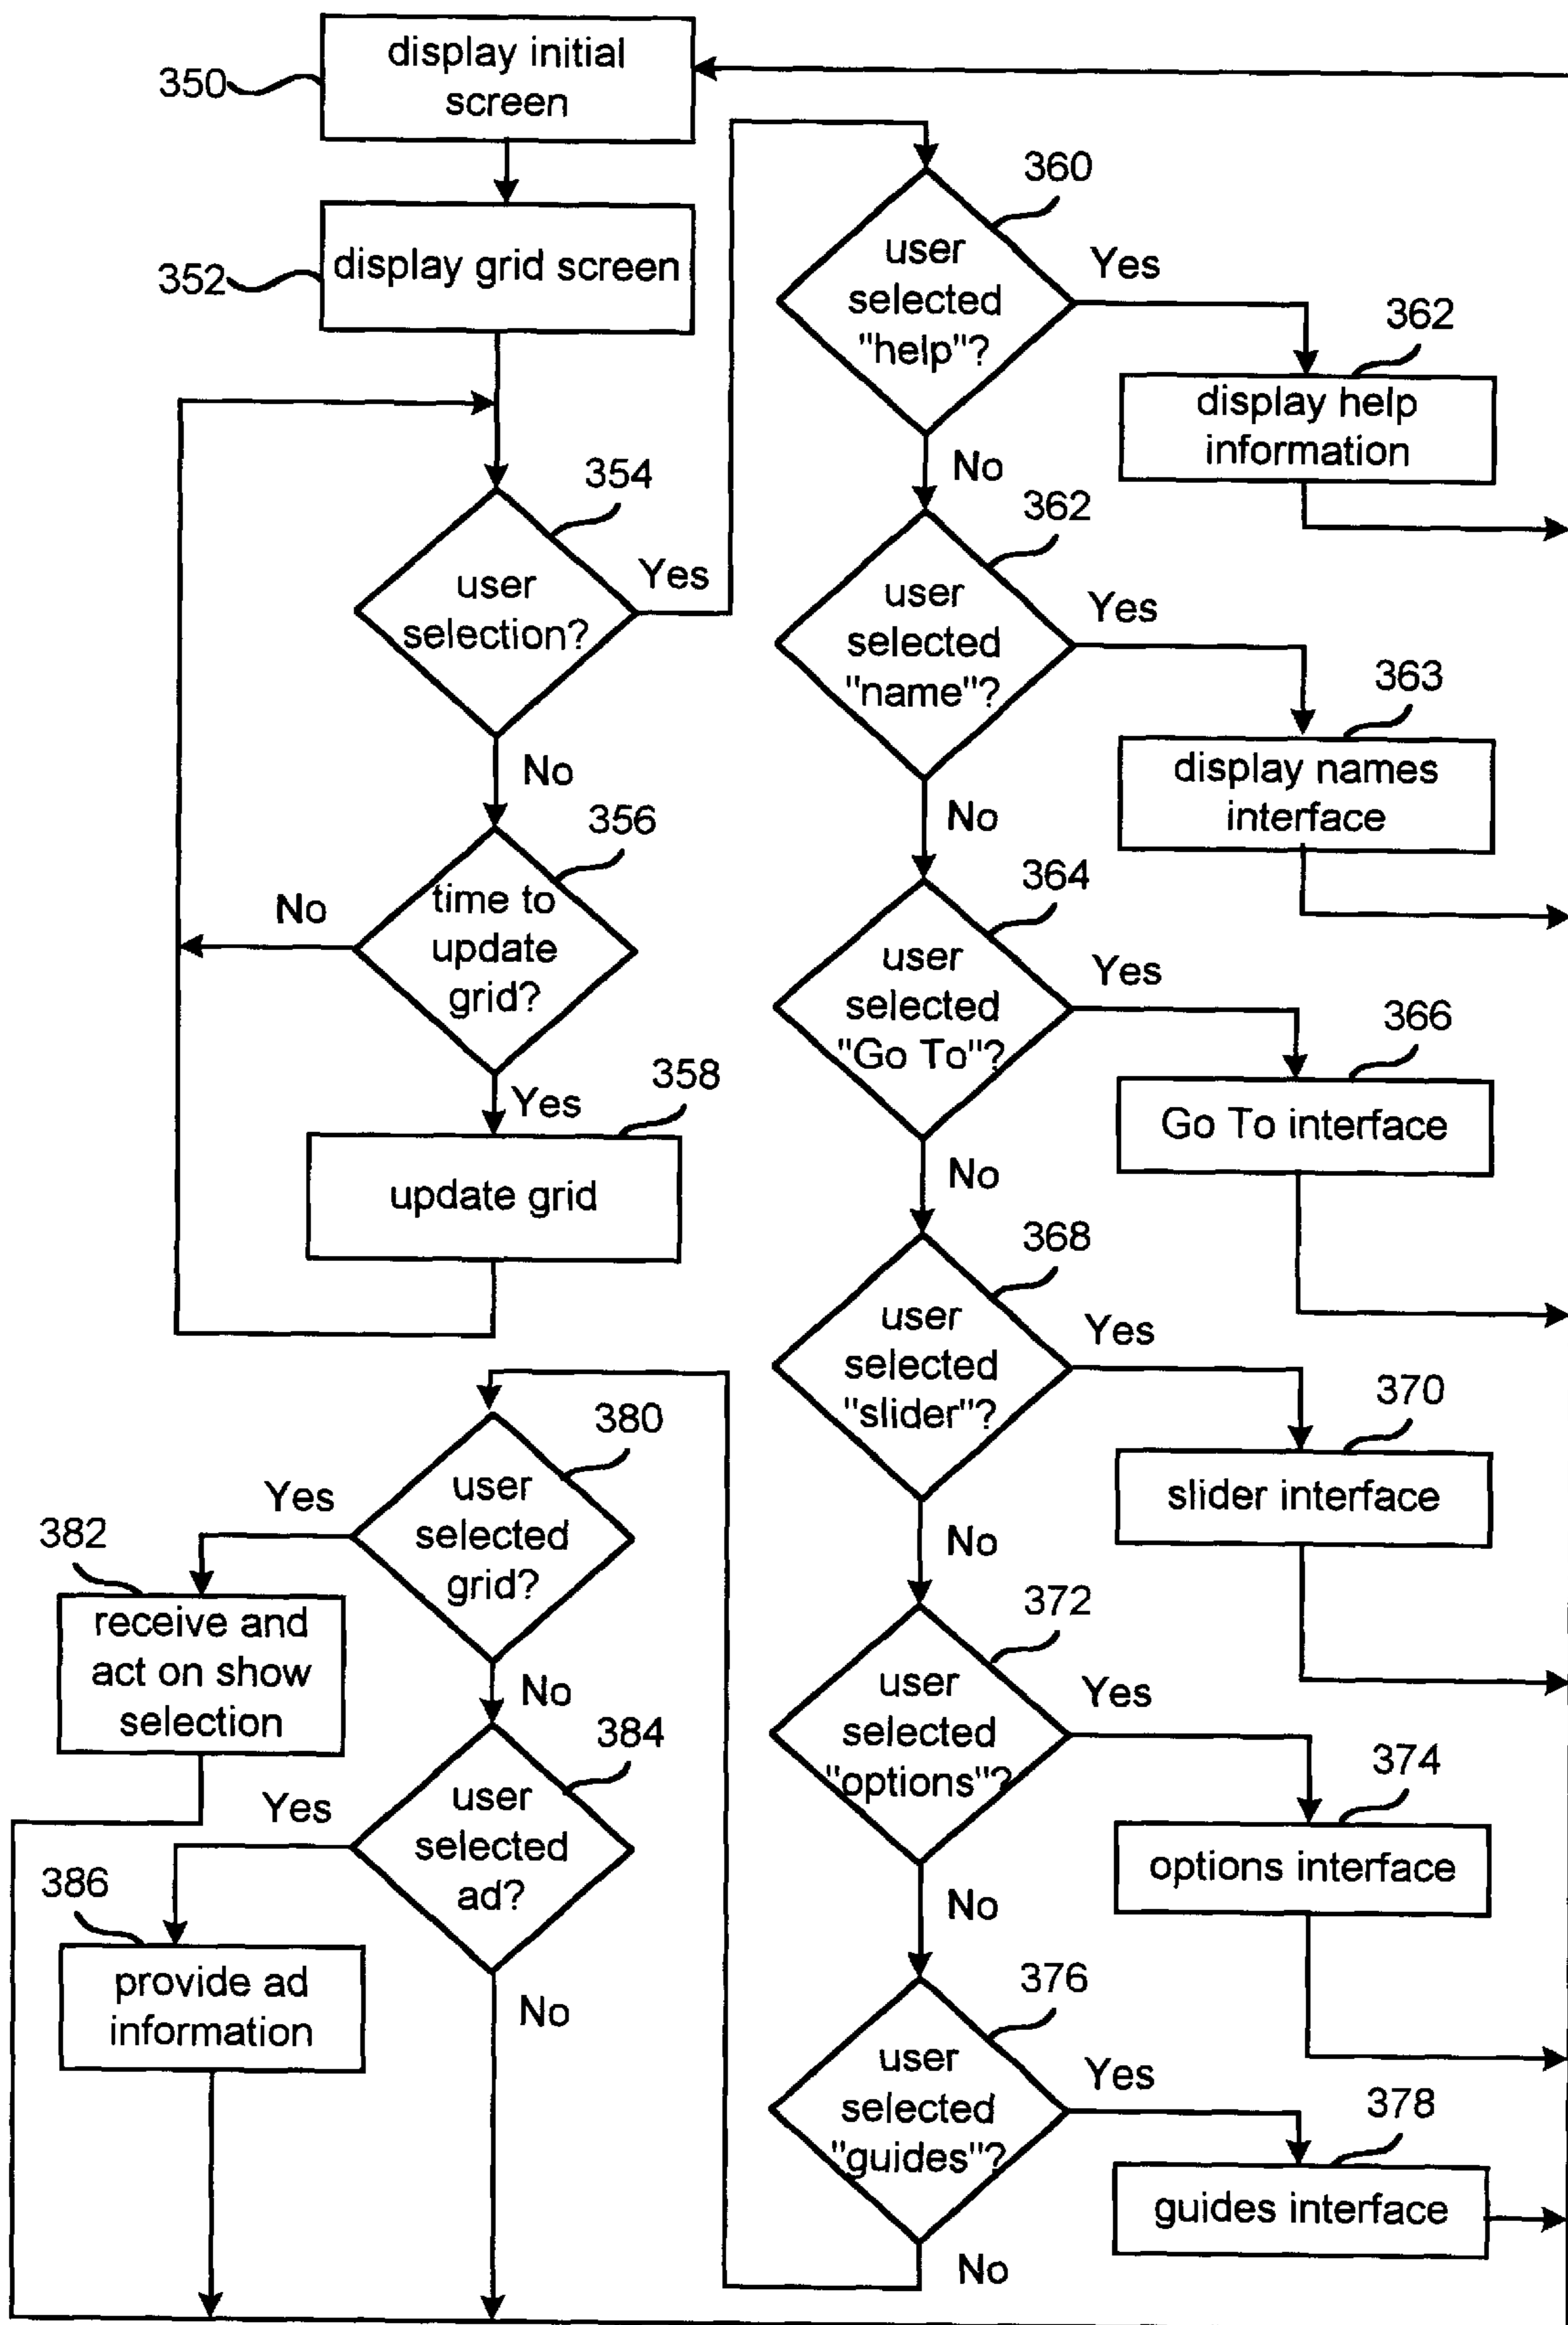 350
display initial
screen
352
display grid screen
354
user
selection?
Yes
No
356
time to
update
grid?
No
Yes
358
update grid
360
user
selected
"help"?
Yes
362
display help
information
No
362
user
selected
"name"?
Yes
363
display names
interface
No
364
user
selected
"Go To"?
Yes
366
Go To interface
No
368
user
selected
"slider"?
Yes
370
slider interface
No
372
user
selected
"options"?
Yes
374
options interface
No
376
user
selected
"guides"?
Yes
378
guides interface
No
380
user
selected
grid?
Yes
382
receive and
act on show
selection
No
384
user
selected
ad?
Yes
386
provide ad
information
No